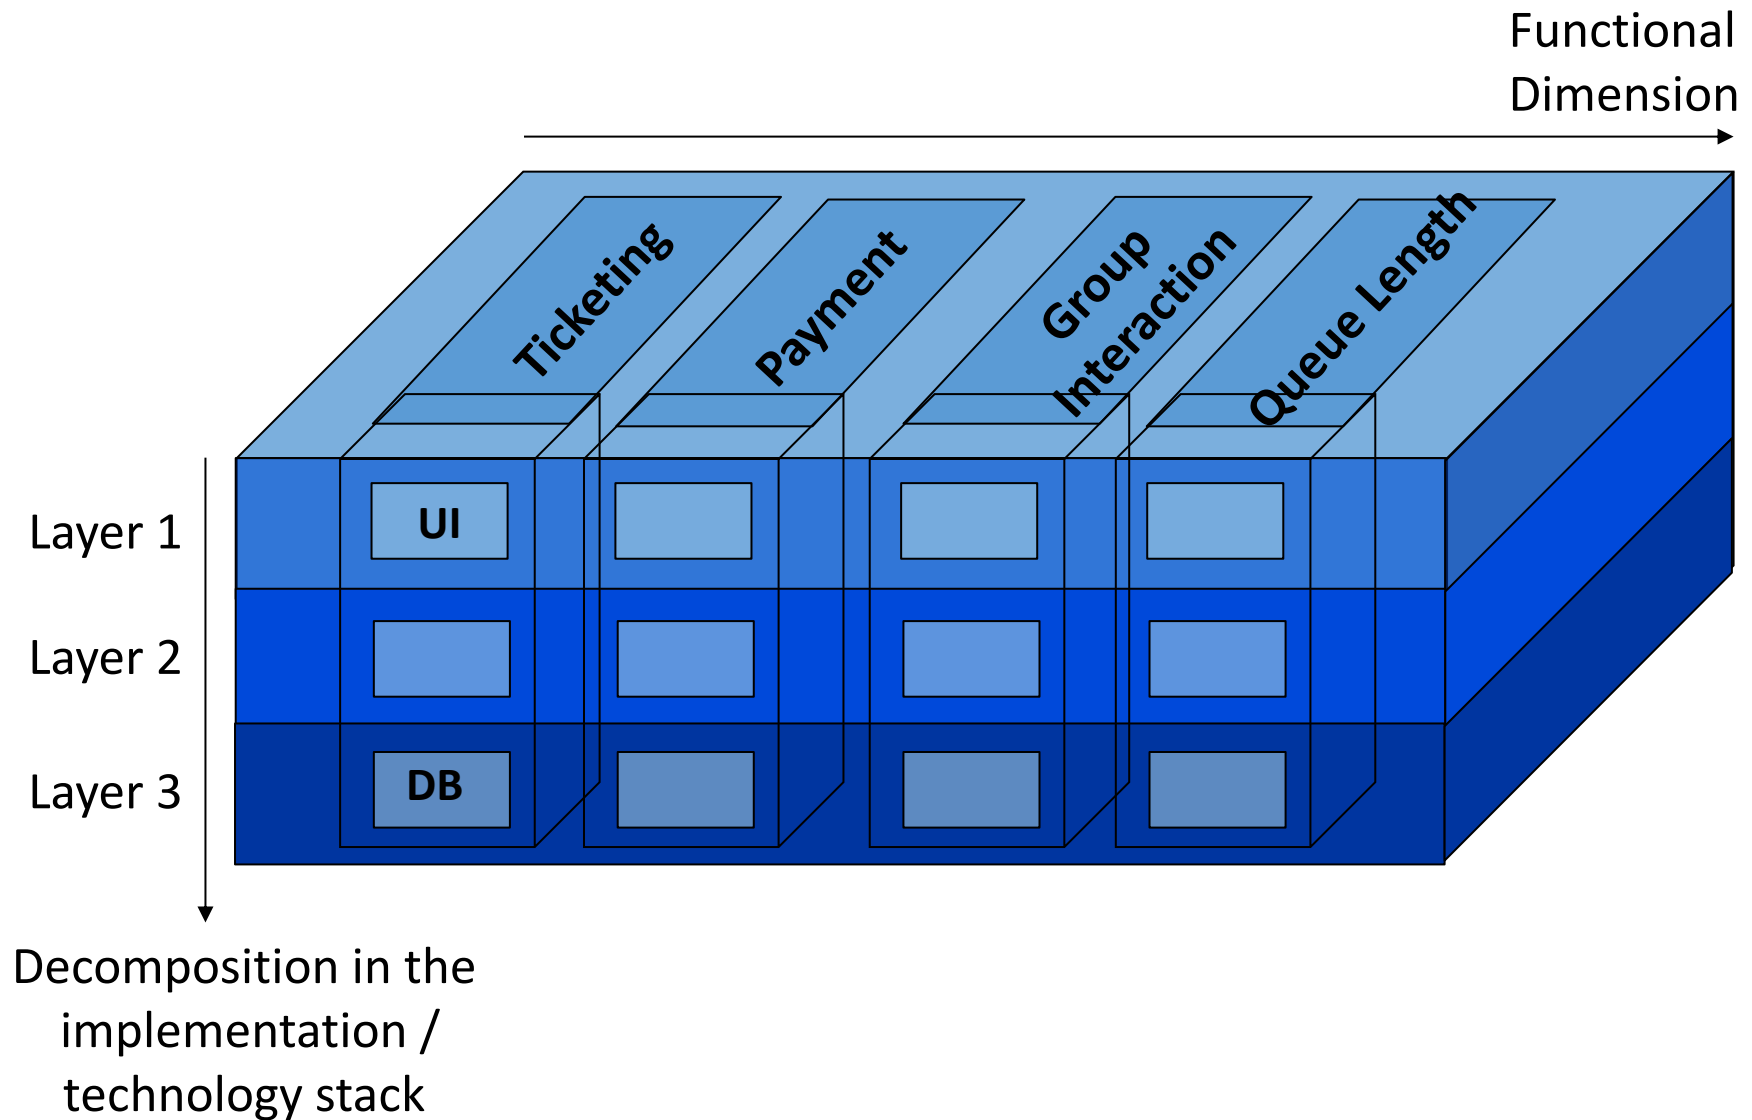 Functional
Dimension
Ticketing
Payment
Group
Interaction
Queue Length
Layer 1
UI
Layer 2
Layer 3
DB
Decomposition in the
implementation /
technology stack